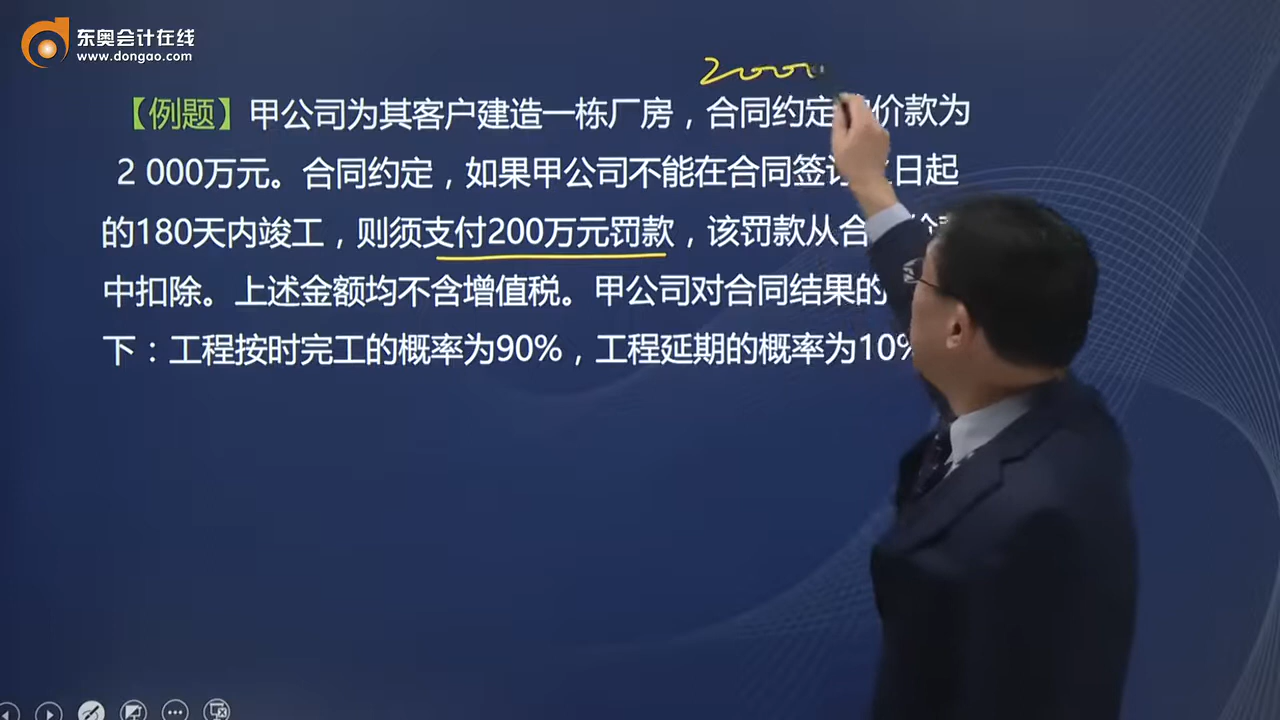 东奥会计在线
www.dongao.com
2000
【例题】甲公司为其客户建造一栋厂房，合同约定 价款为
2 000万元。合同约定，如果甲公司不能在合同签 日起
的180天内竣工，则须支付200万元罚款，该罚款从合
中扣除。上述金额均不含增值税。甲公司对合同结果的
下：工程按时完工的概率为90%，工程延期的概率为10%